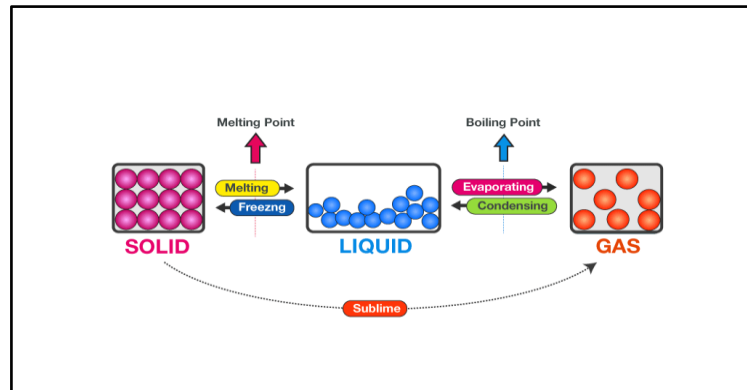 Melting Point
Boiling Point
Melting
Freezng
Evaporating
Condensing
SOLID
LIQUID
GAS
Sublime